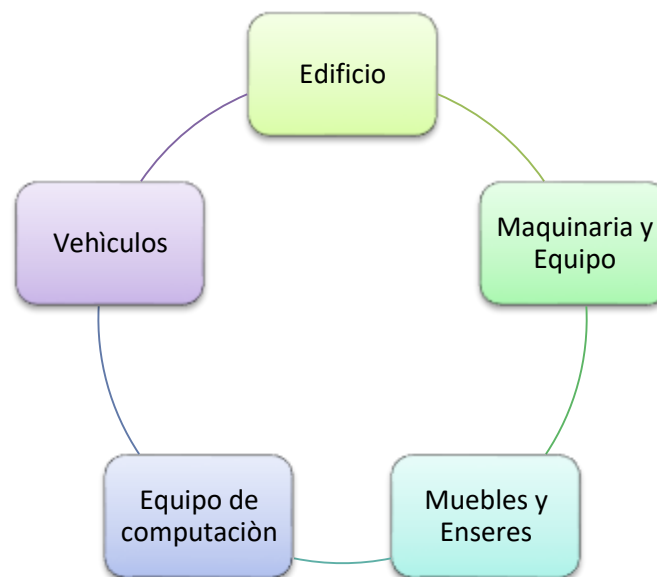 Edificio
Maquinaria y
Equipo
Muebles y
Enseres
Equipo de
computaciòn
Vehìculos